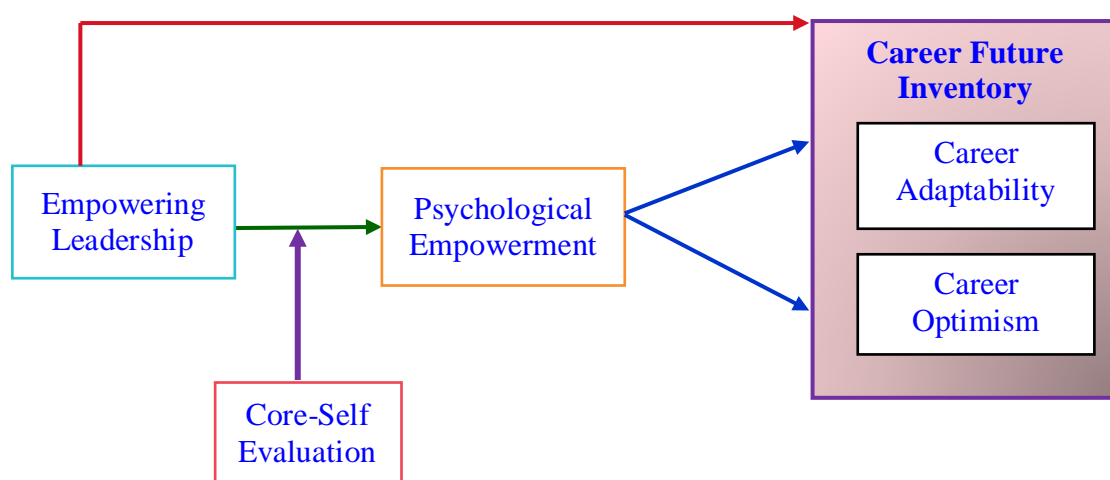 Career Future
Inventory
Career
Adaptability
Empowering
Leadership
Psychological
Empowerment
Career
Optimism
Core-Self
Evaluation